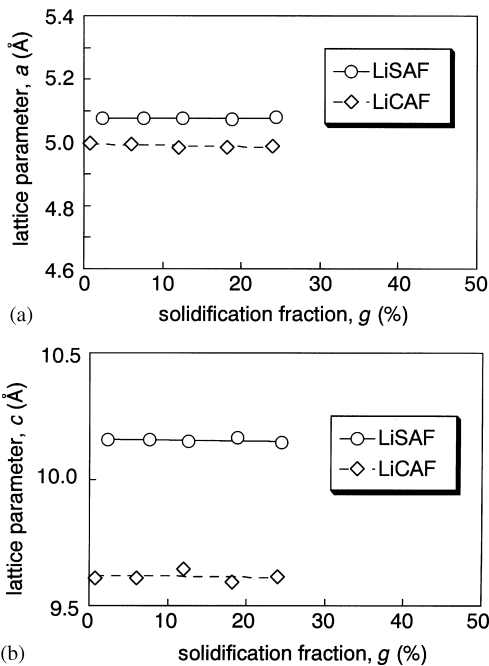 5.4
5.2
5.0
4.8
4.6
lattice parameter, a (Å)
LiSAF
LiCAF
0 10 20 30 40 50
(a) solidification fraction, g (%)
10.5
10.0
9.5
lattice parameter, c (Å)
LiSAF
LiCAF
0 10 20 30 40 50
(b) solidification fraction, g (%)